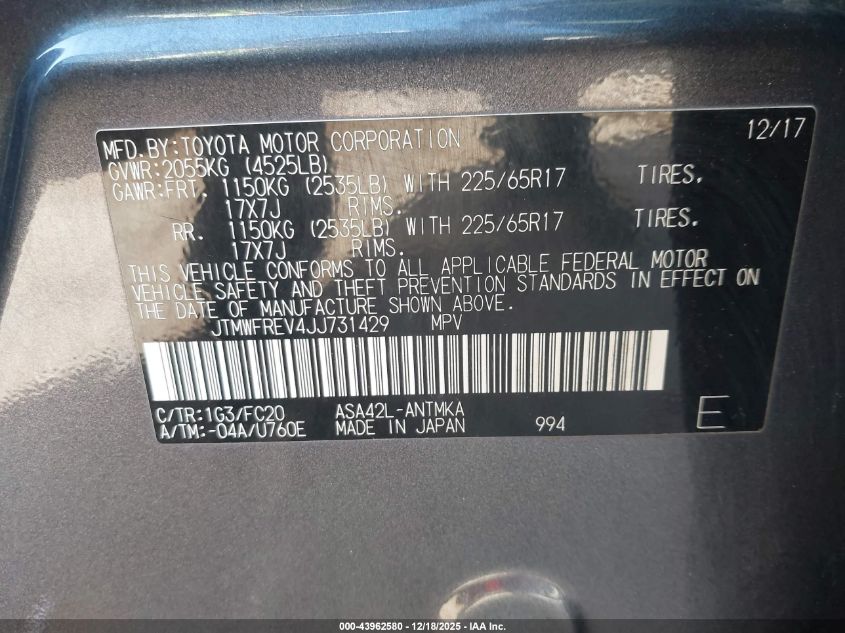 MFD.BY:TOYOTA MOTOR CORPORATION 12/17
GVWR:2055KG (4525LB)
GAWR:FRT. 1150KG (2535LB) WITH 225/65R17 TIRES.
17X7J RIMS.
RR. 1150KG (2535LB) WITH 225/65R17 TIRES.
17X7J RIMS.
THIS VEHICLE CONFORMS TO ALL APPLICABLE FEDERAL MOTOR
VEHICLE SAFETY AND THEFT PREVENTION STANDARDS IN EFFECT ON
THE DATE OF MANUFACTURE SHOWN ABOVE.
JTMWFREV4JJ731429 MPV
C/TR:1G3/FC20 ASA42L-ANTMKA
A/TM:-04A/U760E MADE IN JAPAN 994 E
000-43962580 - 12/18/2025 - IAA Inc.